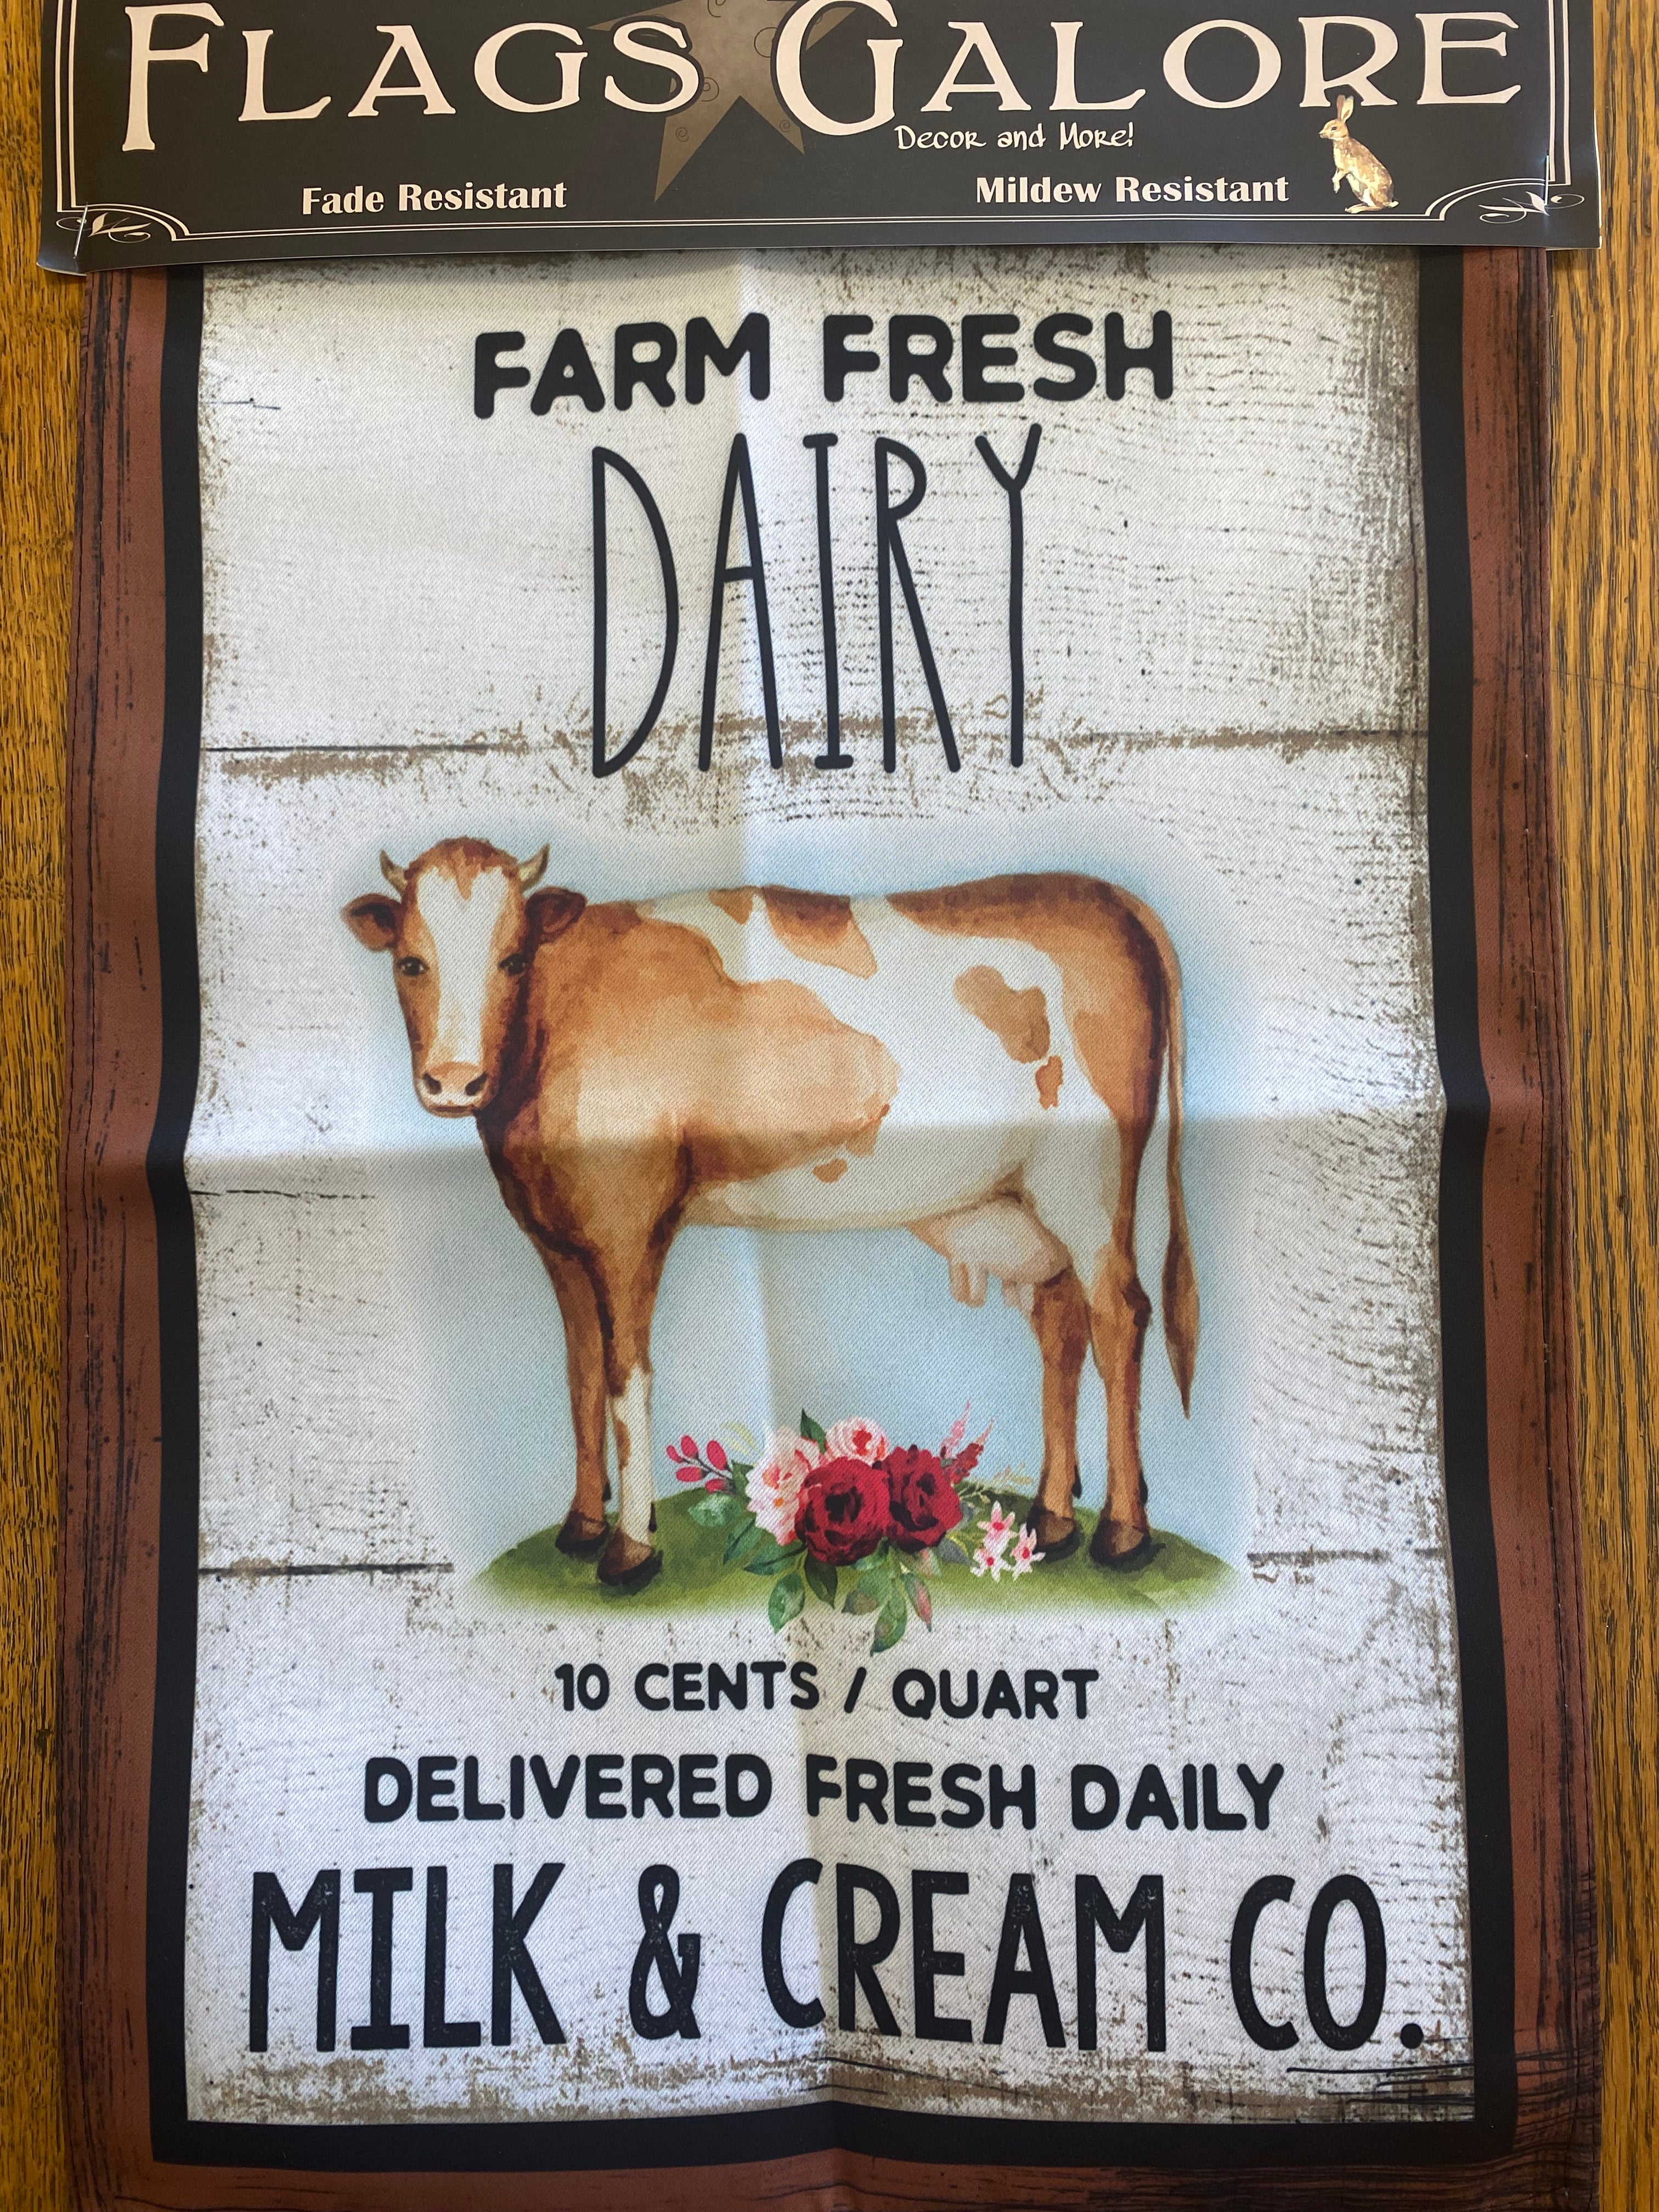 FLAGS GALORE
Decor and More!
Fade Resistant Mildew Resistant
FARM FRESH
DAIRY
10 CENTS / QUART
DELIVERED FRESH DAILY
MILK & CREAM CO.